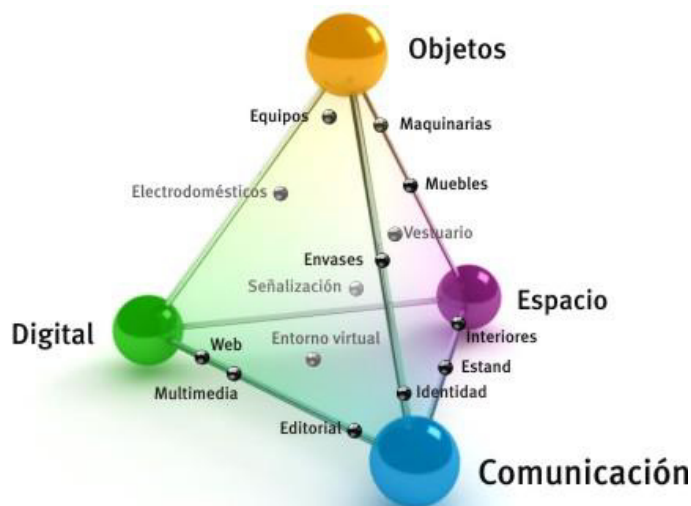 Objetos
Equipos
Maquinarias
Electrodomésticos
Muebles
Vestuario
Envases
Señalización
Espacio
Digital
Interiores
Web
Entorno virtual
Estand
Multimedia
Identidad
Editorial
Comunicación